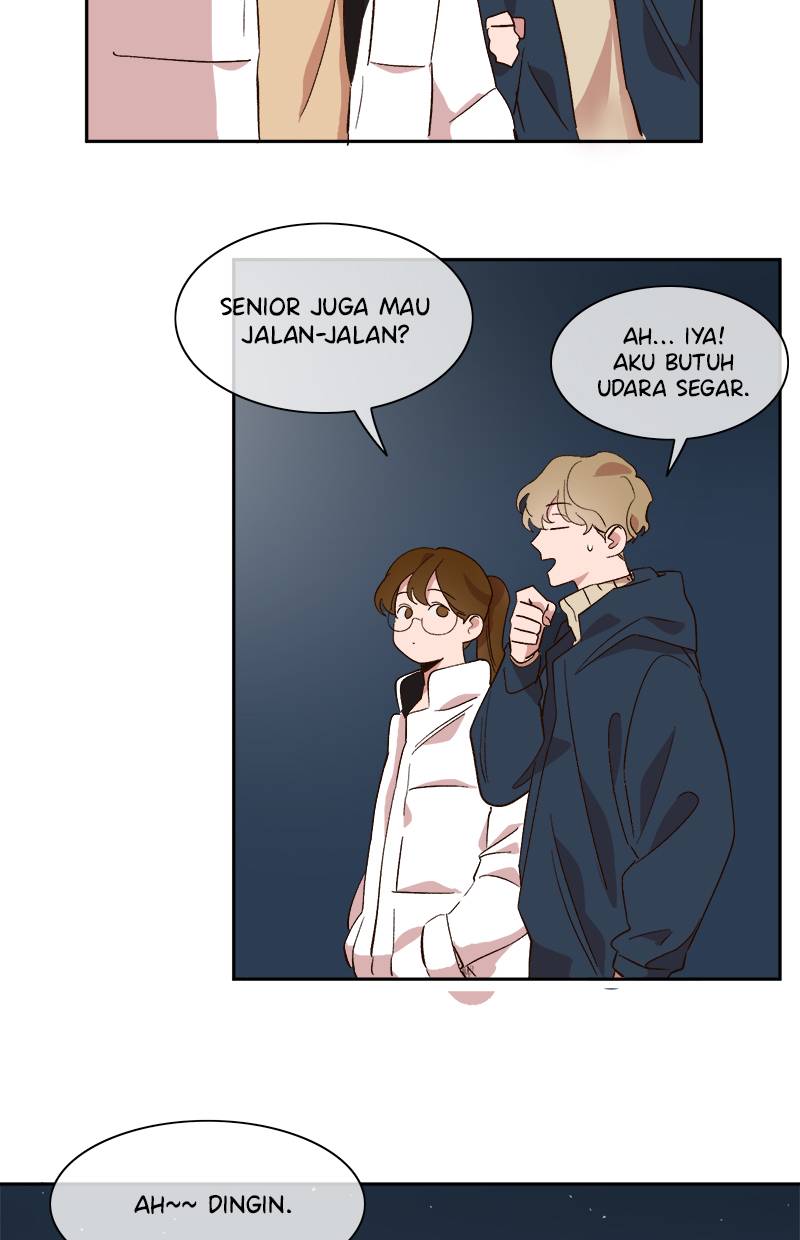 SENIOR JUGA MAU
JALAN-JALAN?
AH... IYA!
AKU BUTUH
UDARA SEGAR.
AH~~ DINGIN.